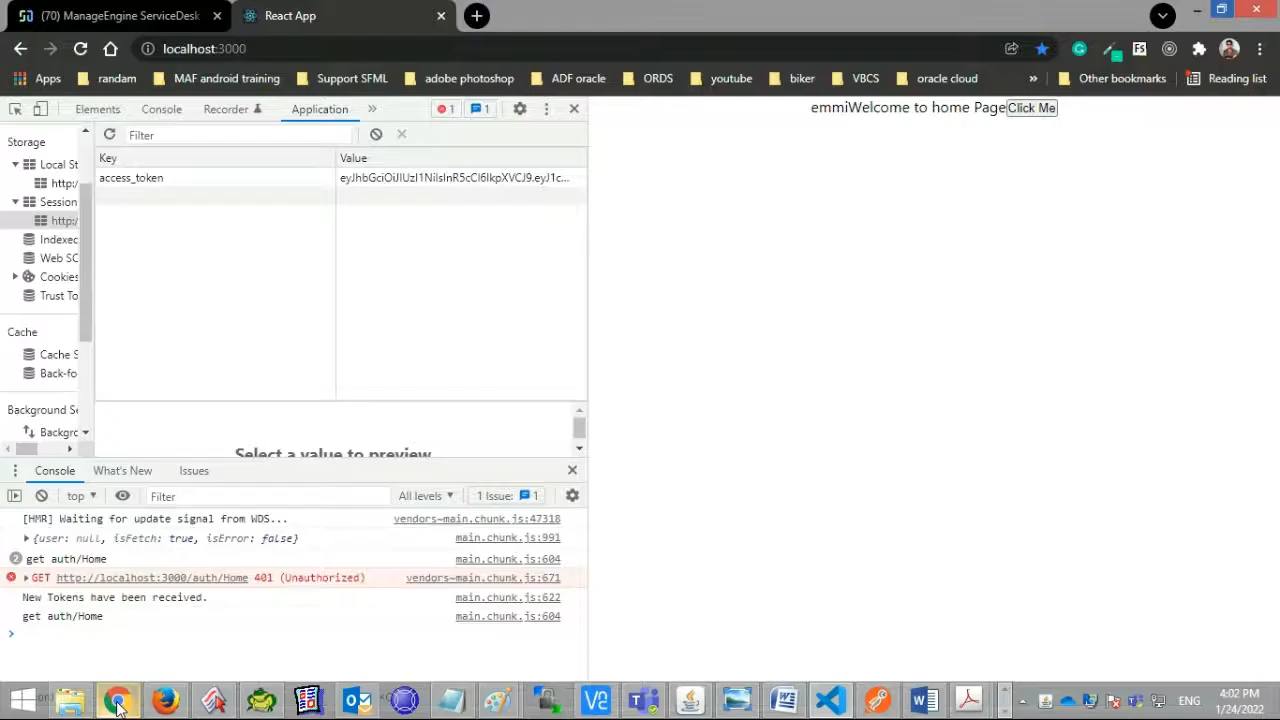 (70) ManageEngine ServiceDesk
React App
localhost:3000
Apps randam MAF android training Support SFML adobe photoshop ADF oracle ORDS youtube biker VBCS oracle cloud » Other bookmarks Reading list
Elements Console Recorder Application » 1 1
emmiWelcome to home Page Click Me
Storage
Filter
Key Value
Local St
access_token eyJhbGciOiJIUzI1NiIsInR5cCI6IkpXVCJ9.eyJ1c...
http:/
Session
http:/
Indexed
Web SC
Cookies
Trust To
Cache
Cache S
Back-fo
Background Se
Backgro
Select a value to preview
Console What's New Issues
top Filter All levels 1 Issue: 1
[HMR] Waiting for update signal from WDS... vendors~main.chunk.js:47318
{user: null, isFetch: true, isError: false} main.chunk.js:991
2 get auth/Home main.chunk.js:604
GET http://localhost:3000/auth/Home 401 (Unauthorized) vendors~main.chunk.js:671
New Tokens have been received. main.chunk.js:622
get auth/Home main.chunk.js:604
ENG
4:02 PM
1/24/2022